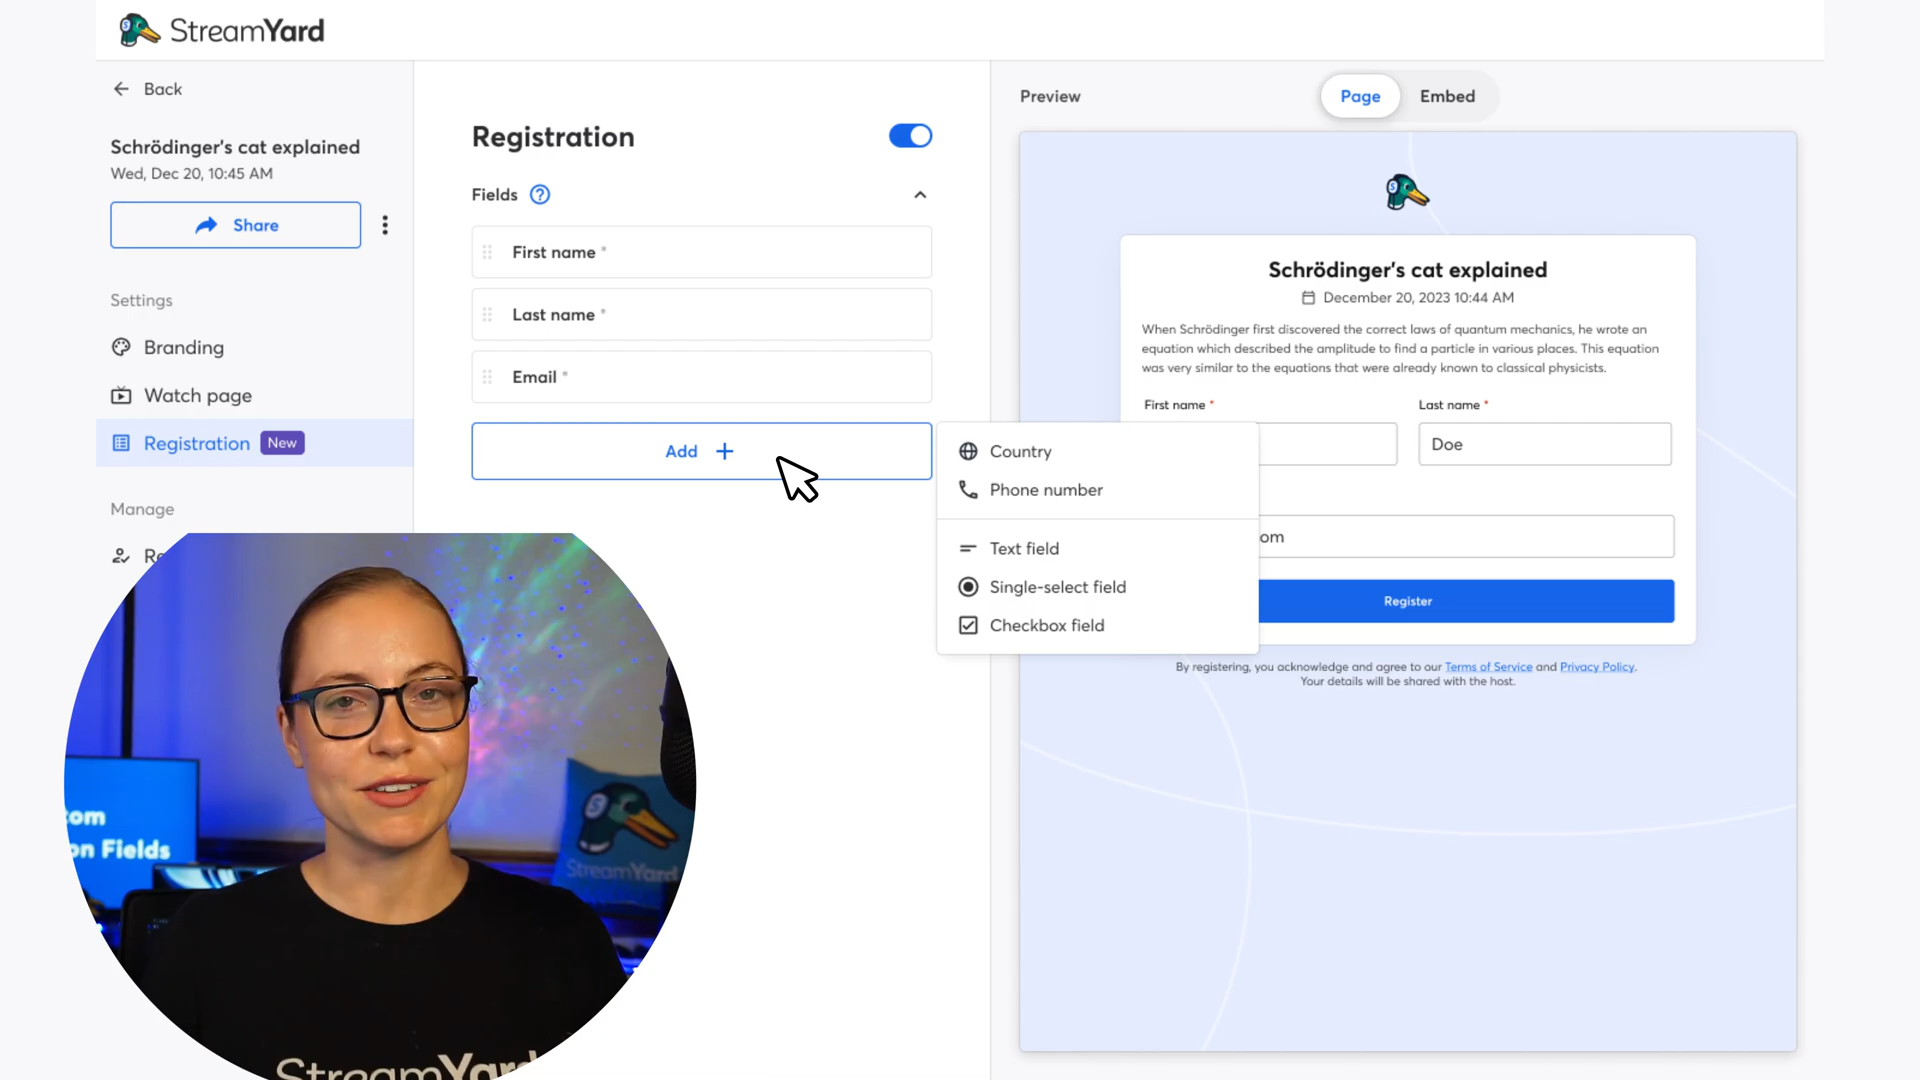 StreamYard
Back
Schrödinger's cat explained
Wed, Dec 20, 10:45 AM
Share
Settings
Branding
Watch page
Registration New
Manage
Registration
Fields ?
First name *
Last name *
Email *
Add +
Country
Phone number
Text field
Single-select field
Checkbox field
Preview
Page
Embed
Schrödinger's cat explained
December 20, 2023 10:44 AM
When Schrödinger first discovered the correct laws of quantum mechanics, he wrote an
equation which described the amplitude to find a particle in various places. This equation
was very similar to the equations that were already known to classical physicists.
First name *
Last name *
Doe
om
Register
By registering, you acknowledge and agree to our Terms of Service and Privacy Policy.
Your details will be shared with the host.
om
on Fields
StreamYard
StreamYard